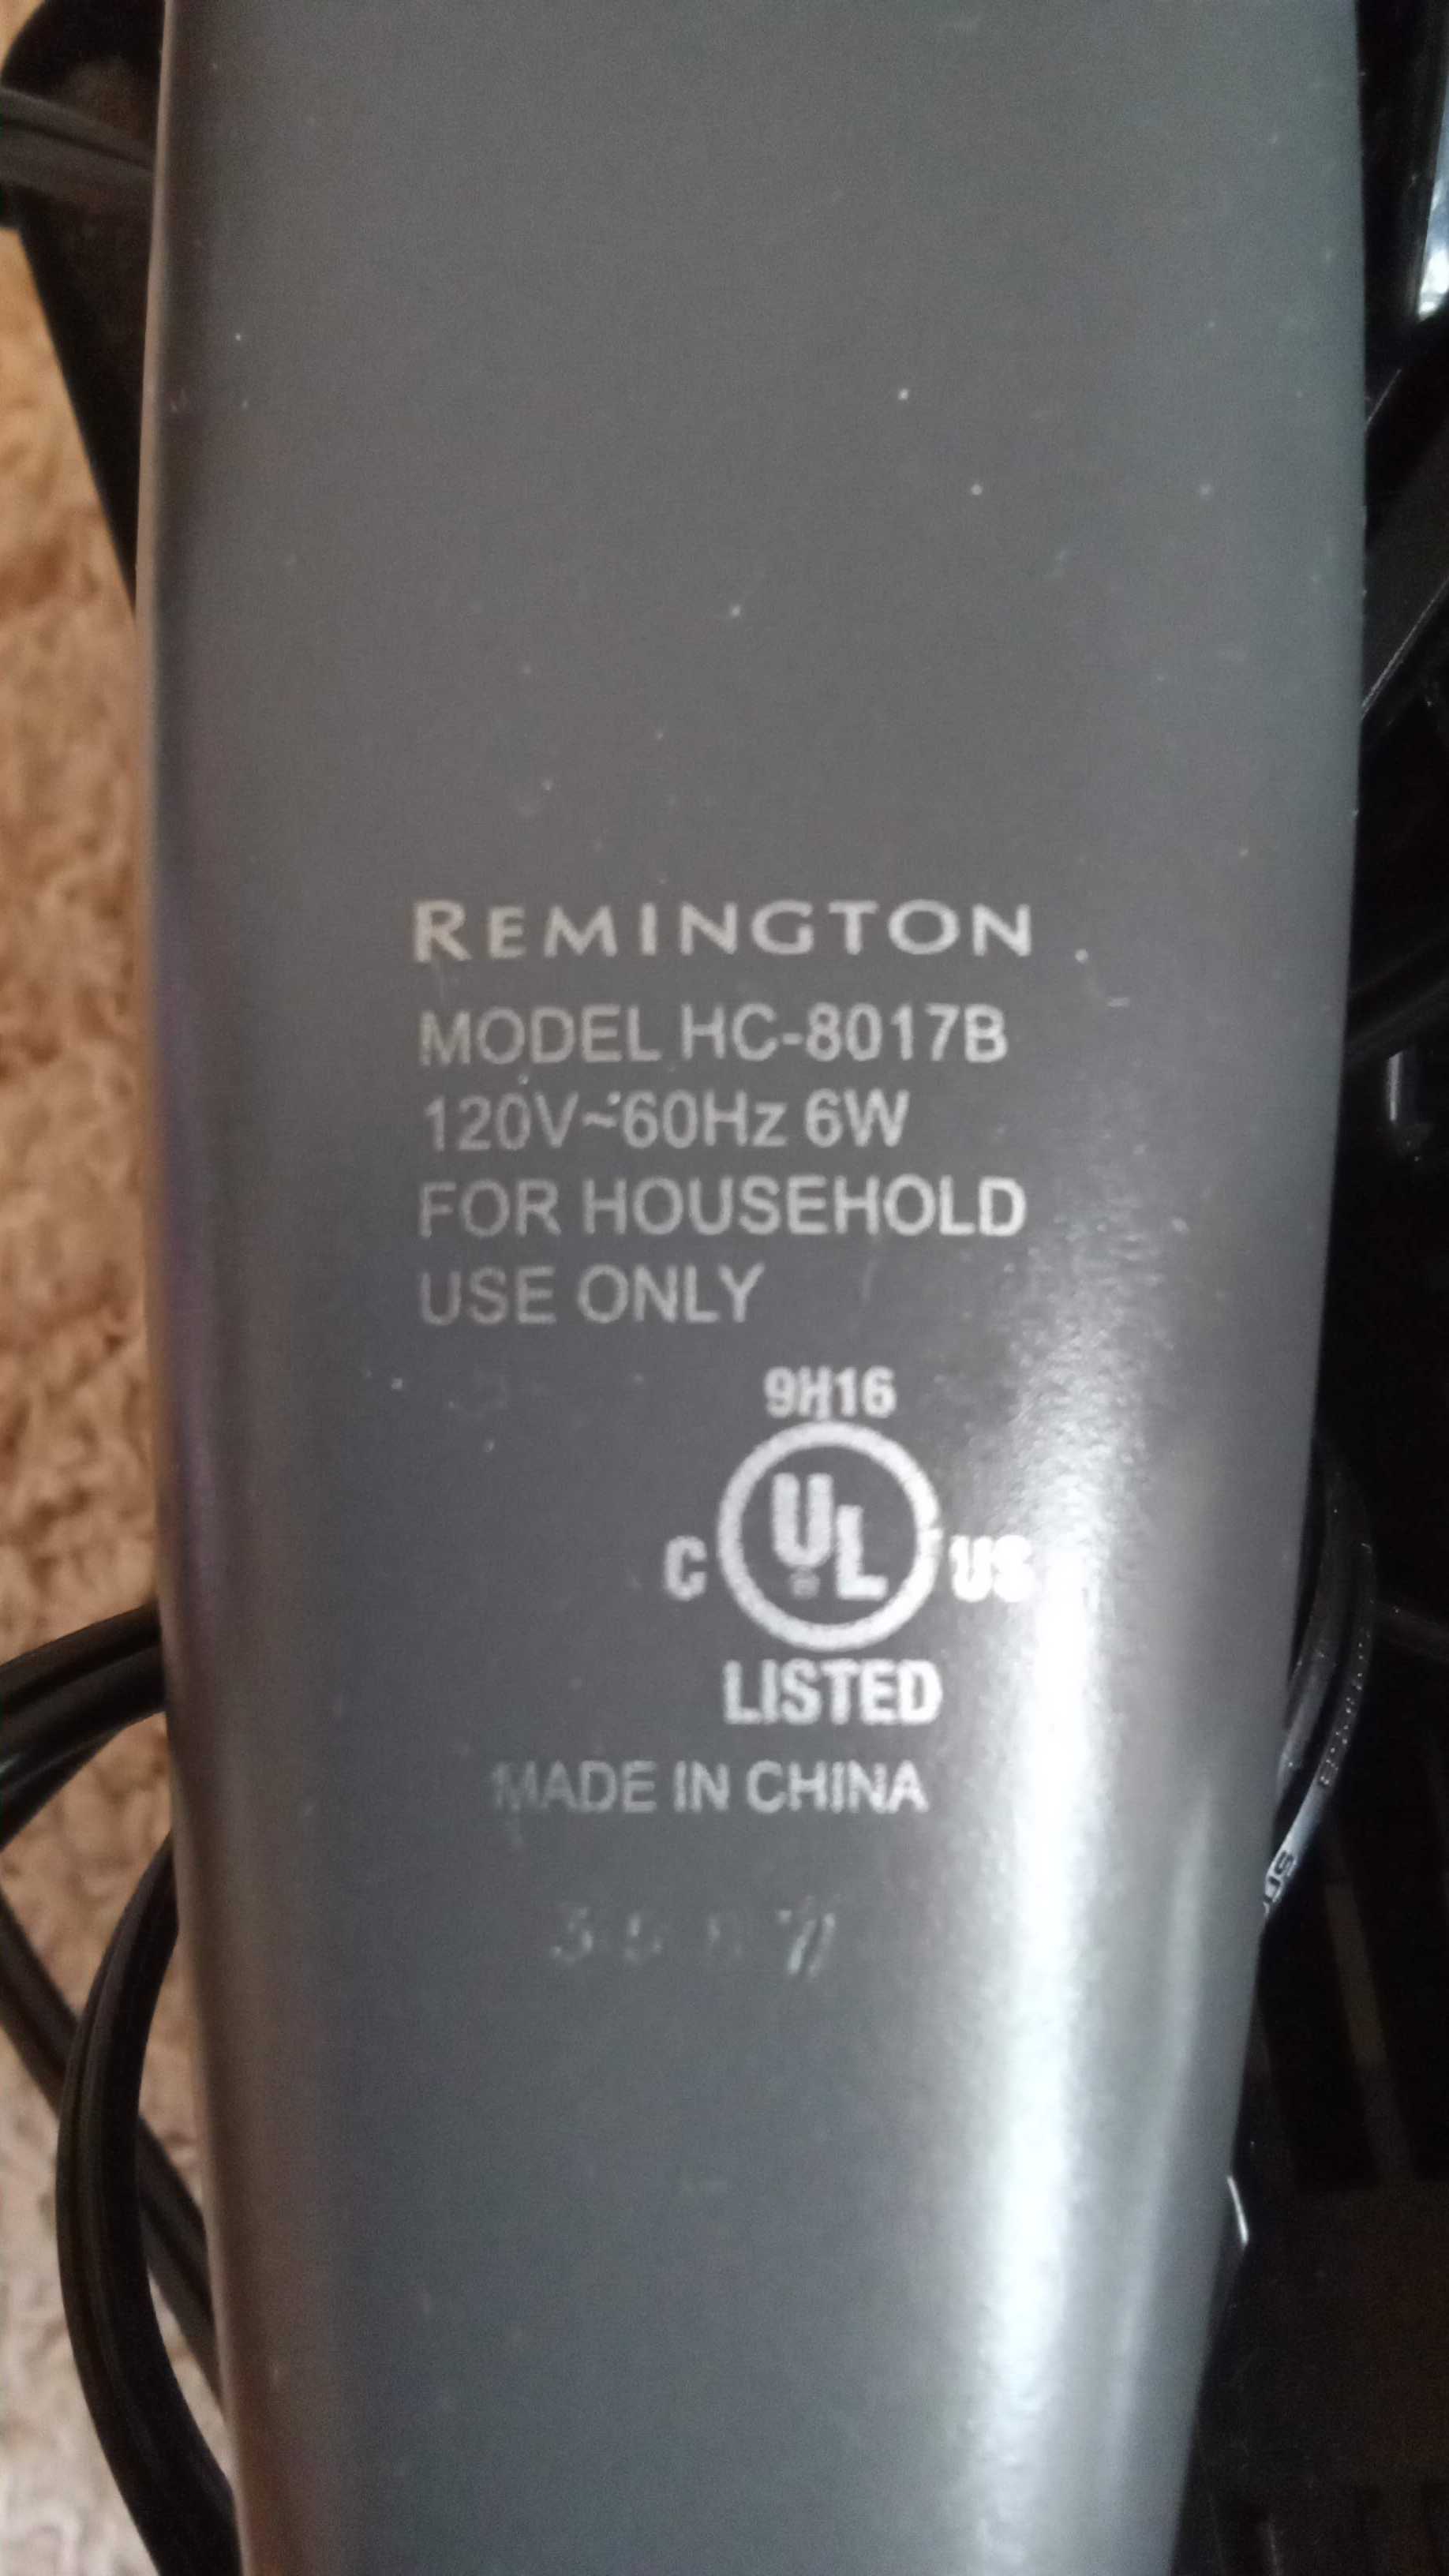 REMINGTON
MODEL HC-8017B
120V~60Hz 6W
FOR HOUSEHOLD
USE ONLY
9H16
C UL US
LISTED
MADE IN CHINA